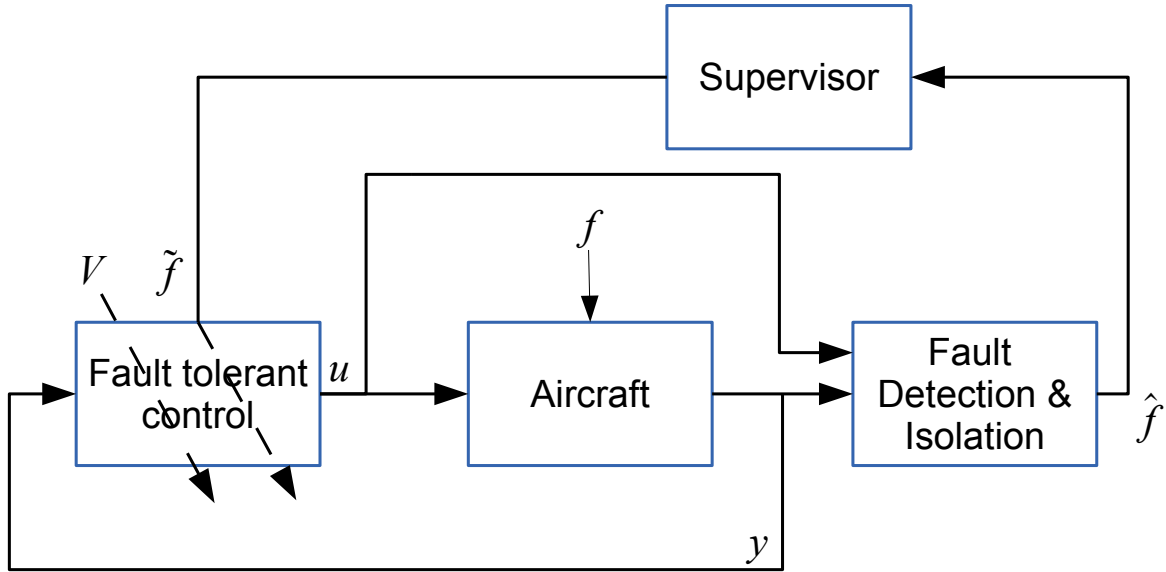 Supervisor
f
V
f̃
Fault tolerant
control
u
Aircraft
Fault
Detection &
Isolation
f̂
y